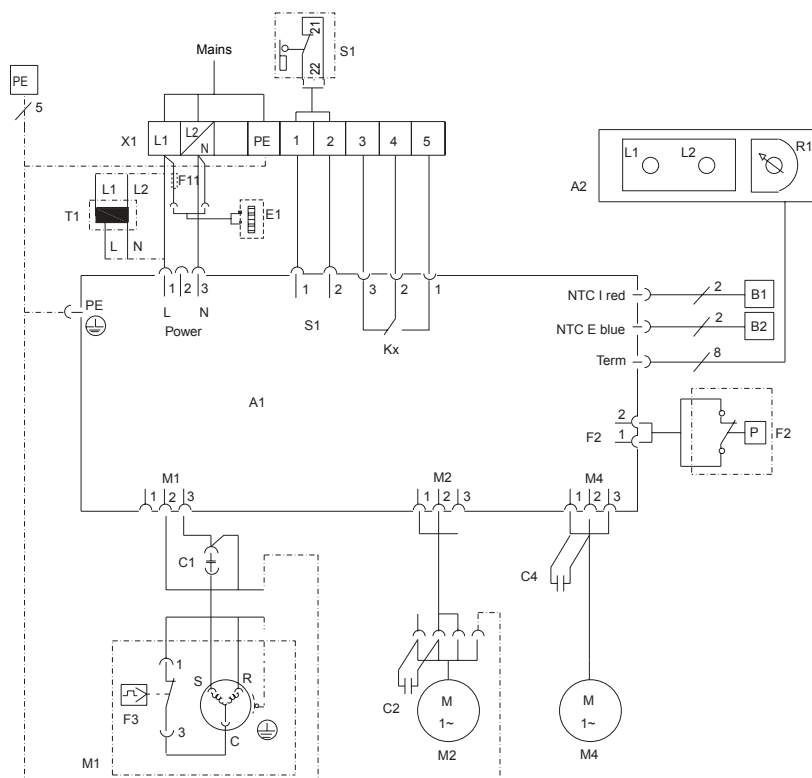 21
S1
22
Mains
PE
5
X1 L1 L2 N PE 1 2 3 4 5
R1
L1 L2
A2
F11
L1 L2
T1
E1
L N
1 2 3
1 2
3 2 1
PE
L N
Power
S1
Kx
NTC I red 2 B1
NTC E blue 2 B2
Term 8
A1
2
F2 1
P F2
M1
1 2 3
M2
1 2 3
M4
1 2 3
C1
C4
1
S R
F3
3
C
M1
C2
M
1~
M2
M
1~
M4